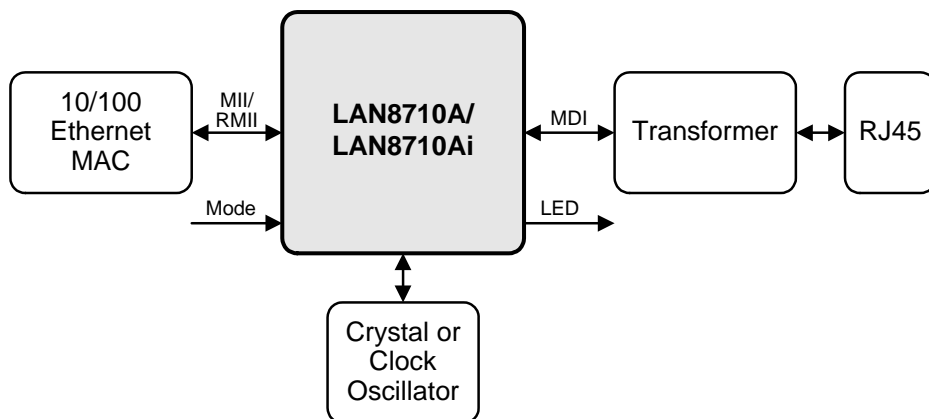 10/100
Ethernet
MAC
MII/
RMII
LAN8710A/
LAN8710Ai
MDI
Transformer
RJ45
Mode
LED
Crystal or
Clock
Oscillator